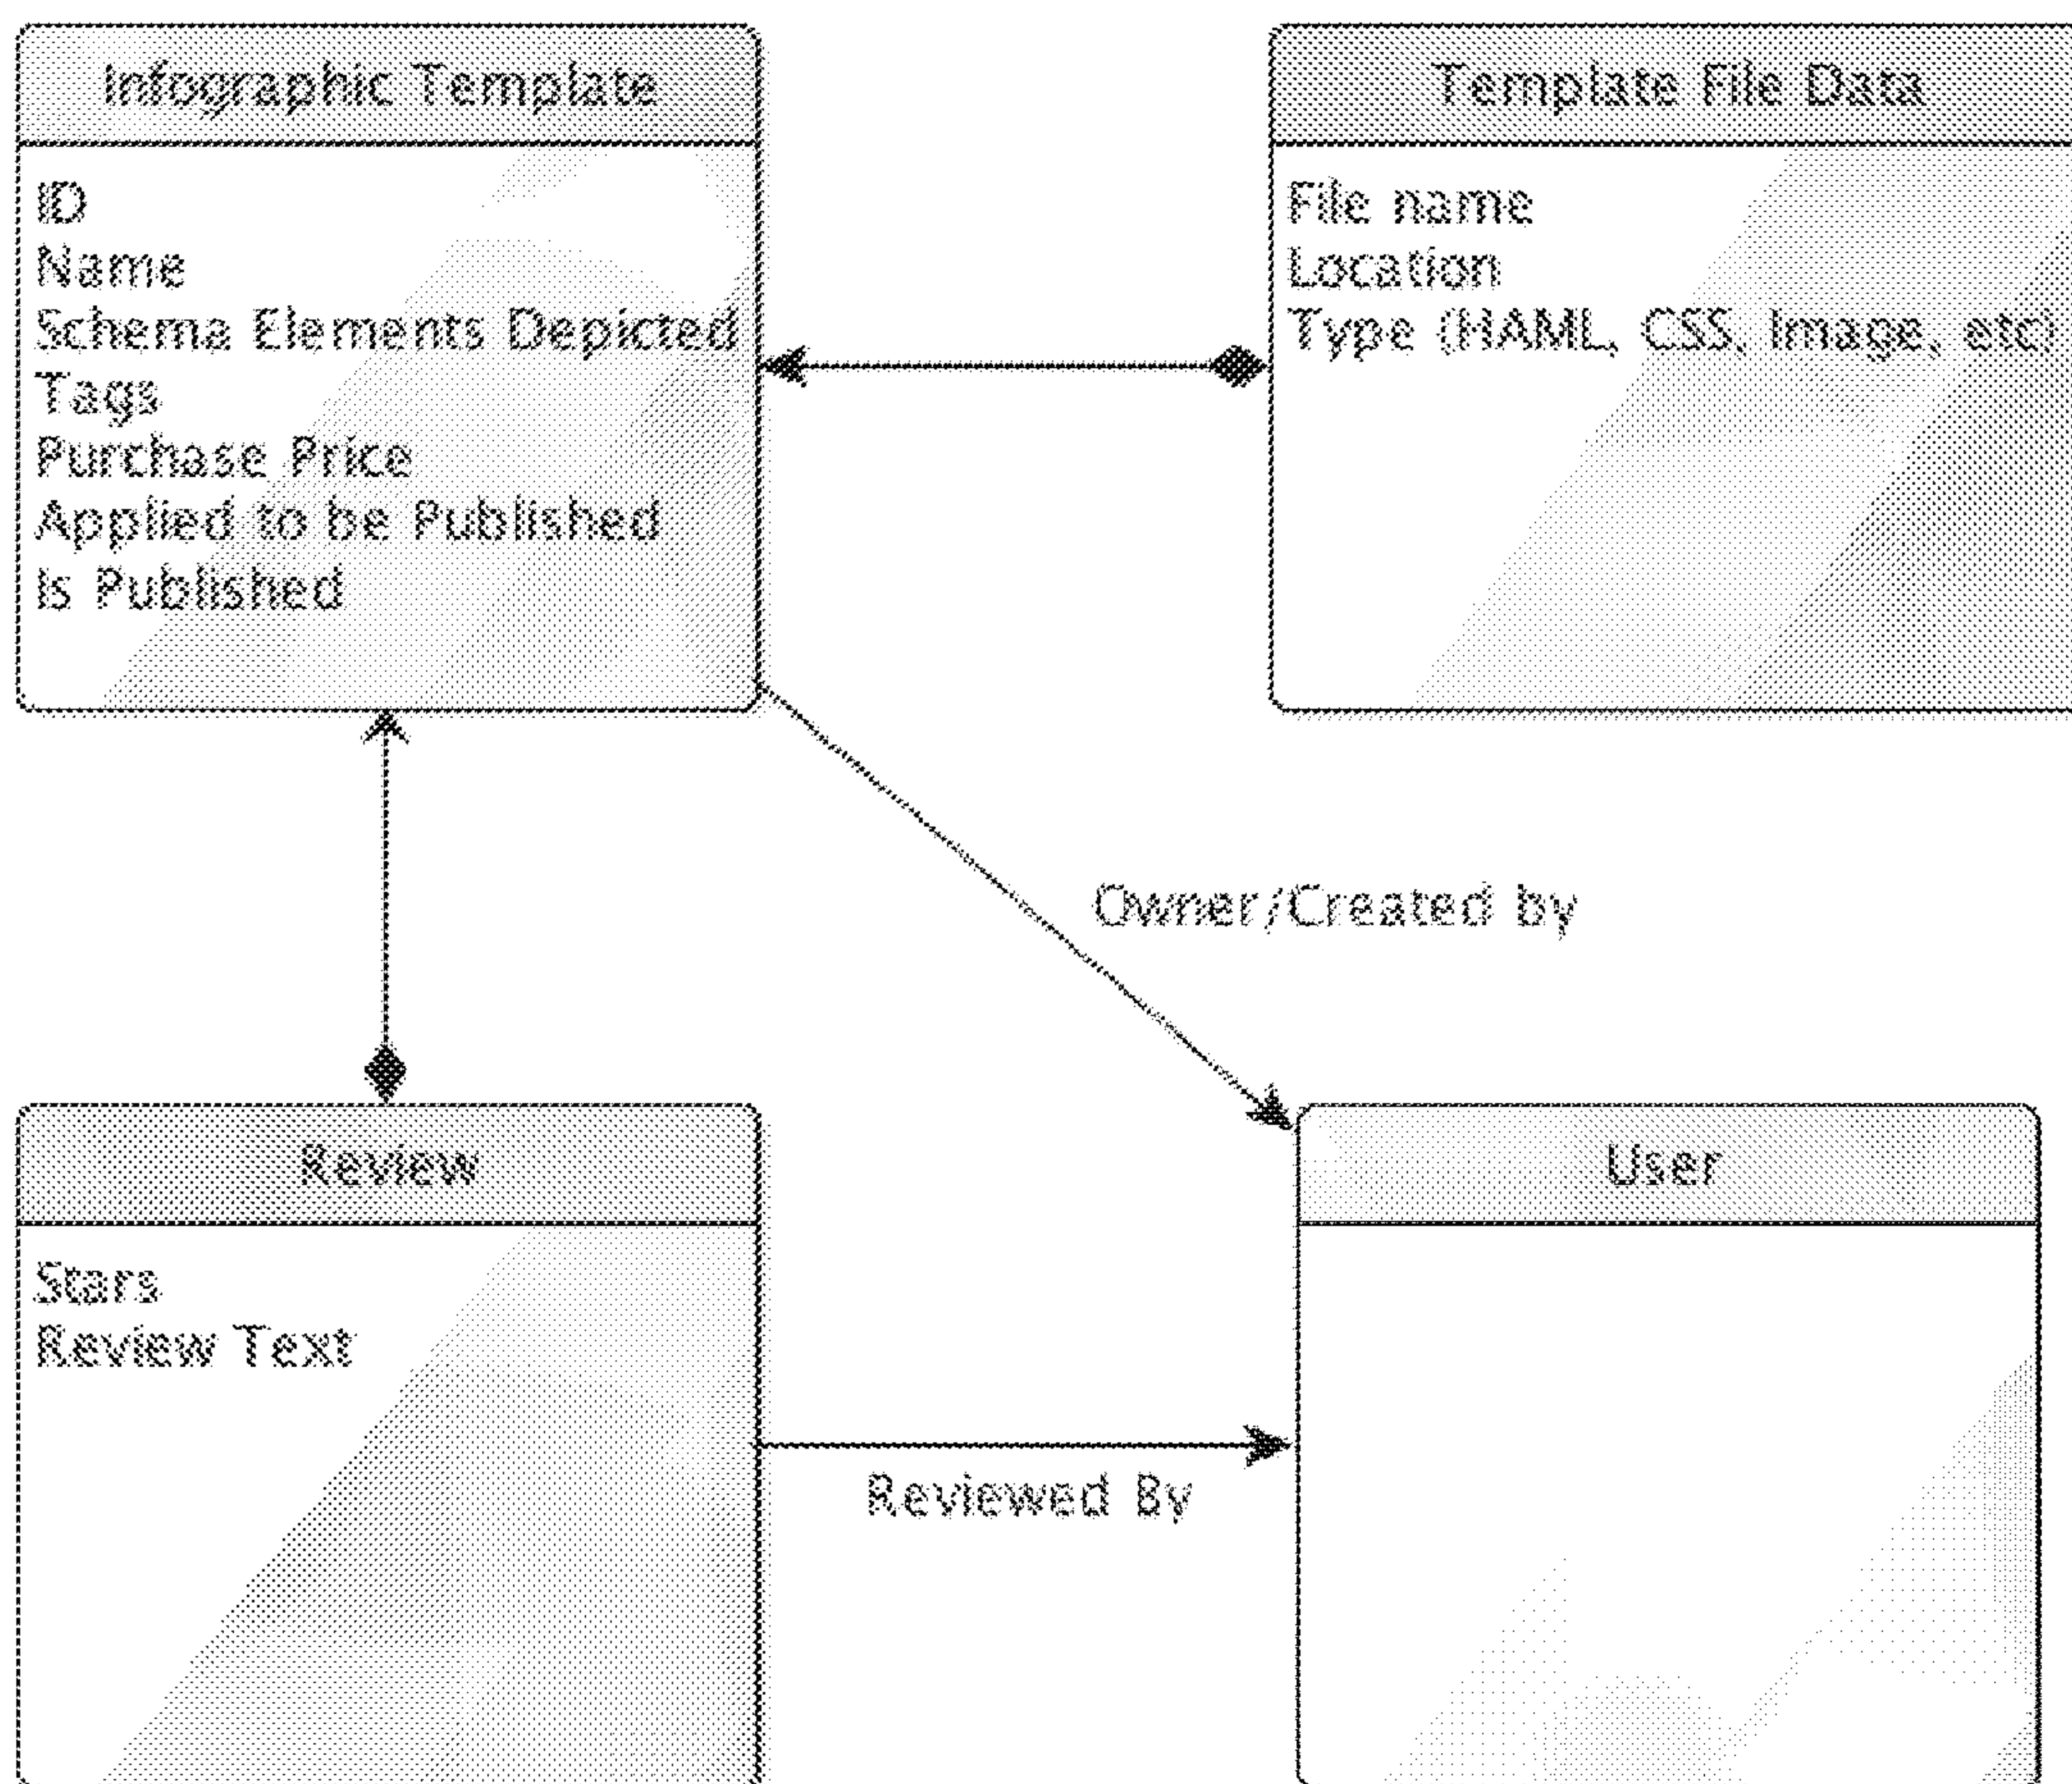 Infographic Template
ID
Name
Schema Elements Depicted
Tags
Purchase Price
Applied to be Published
Is Published
Template File Data
File name
Location
Type (HAML, CSS, Image, etc)
Owner/Created by
Review
Stars
Review Text
Reviewed By
User